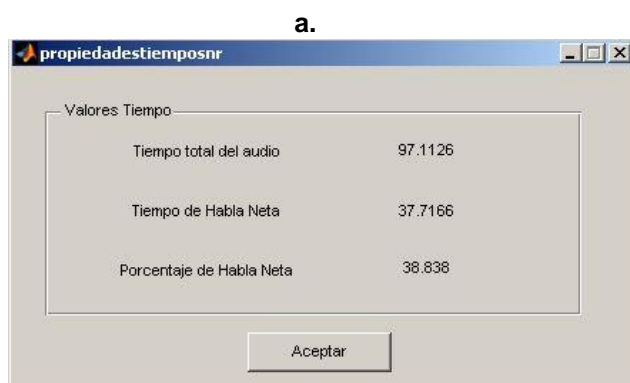 a.
propiedadestiemposnr
Valores Tiempo
Tiempo total del audio 97.1126
Tiempo de Habla Neta 37.7166
Porcentaje de Habla Neta 38.838
Aceptar